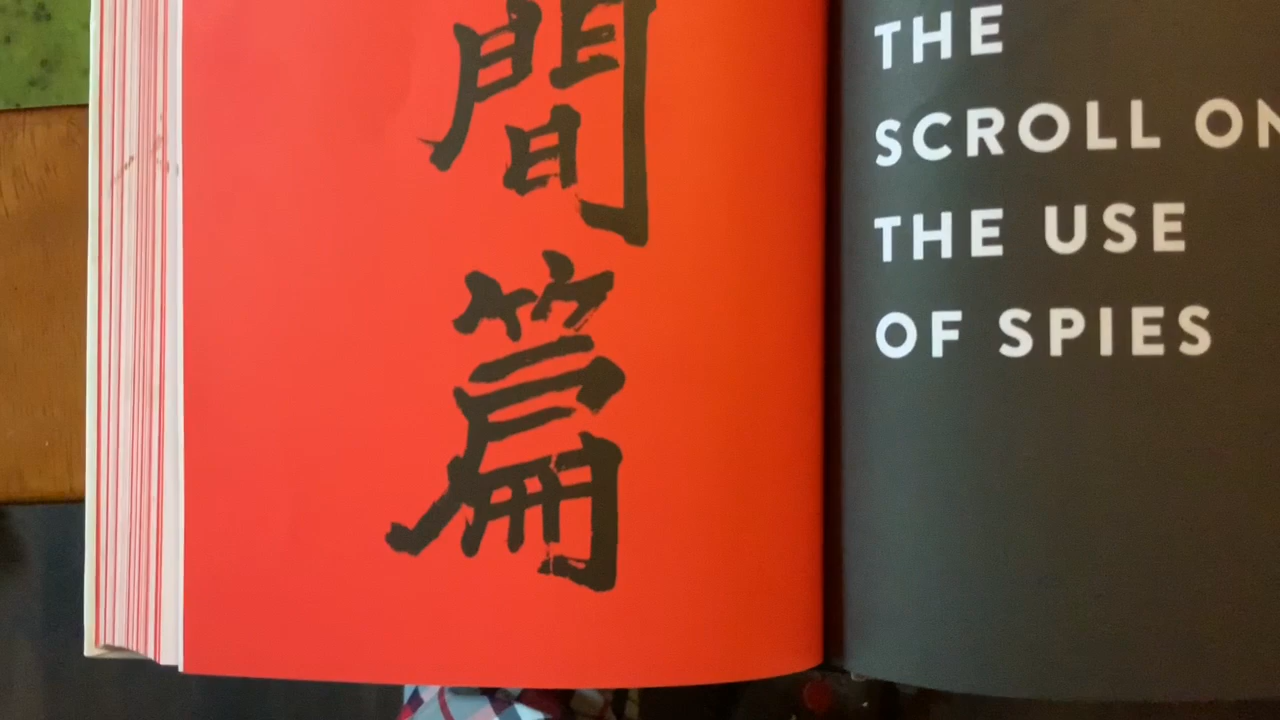 間
篇
THE
SCROLL ON
THE USE
OF SPIES